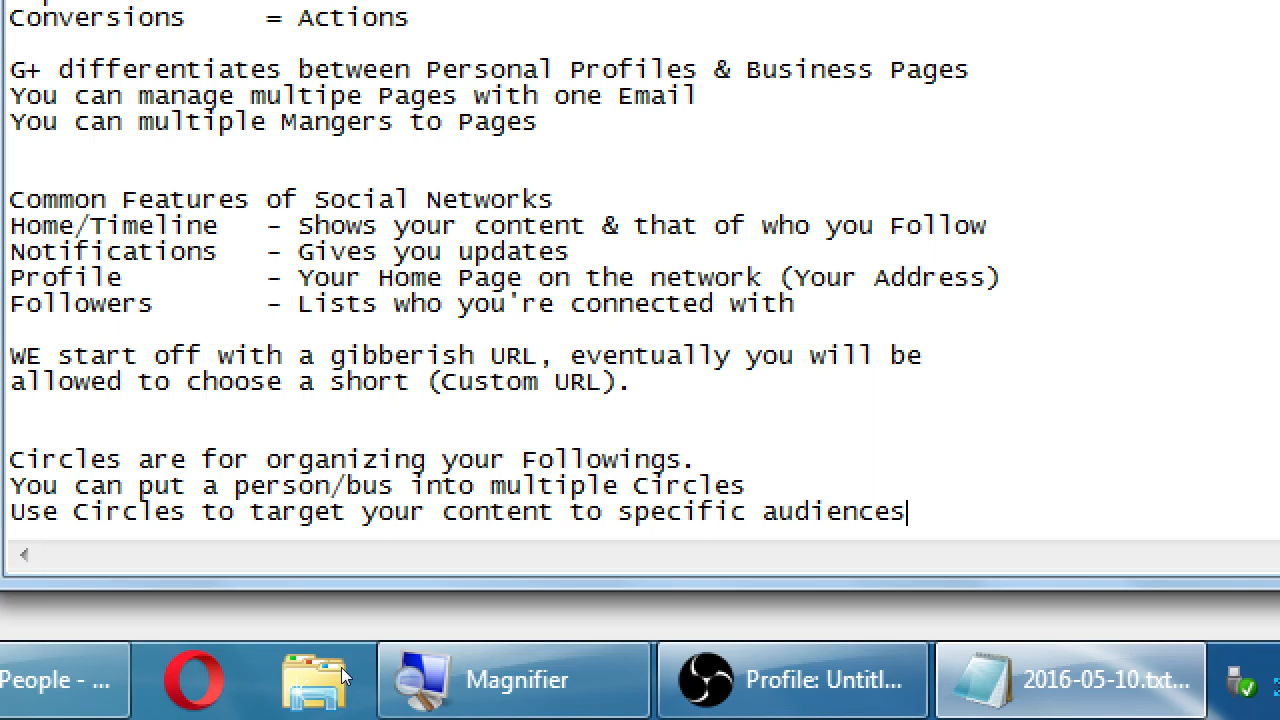 Conversions     = Actions
G+ differentiates between Personal Profiles & Business Pages
You can manage multipe Pages with one Email
You can multiple Mangers to Pages
Common Features of Social Networks
Home/Timeline   - Shows your content & that of who you Follow
Notifications   - Gives you updates
Profile         - Your Home Page on the network (Your Address)
Followers       - Lists who you're connected with
WE start off with a gibberish URL, eventually you will be
allowed to choose a short (Custom URL).
Circles are for organizing your Followings.
You can put a person/bus into multiple Circles
Use Circles to target your content to specific audiences
People - ...
Magnifier
Profile: Untitl...
2016-05-10.txt...